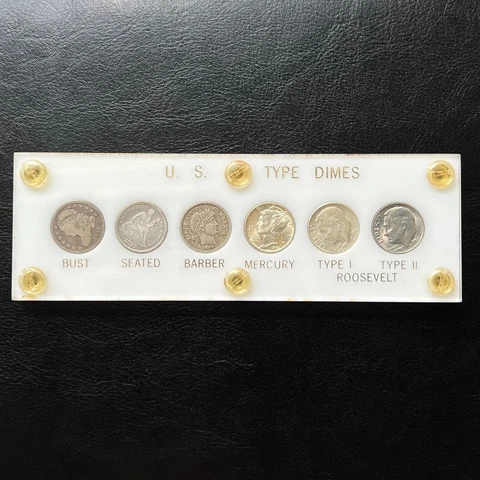 U. S. TYPE DIMES
BUST SEATED BARBER MERCURY TYPE I TYPE II
ROOSEVELT